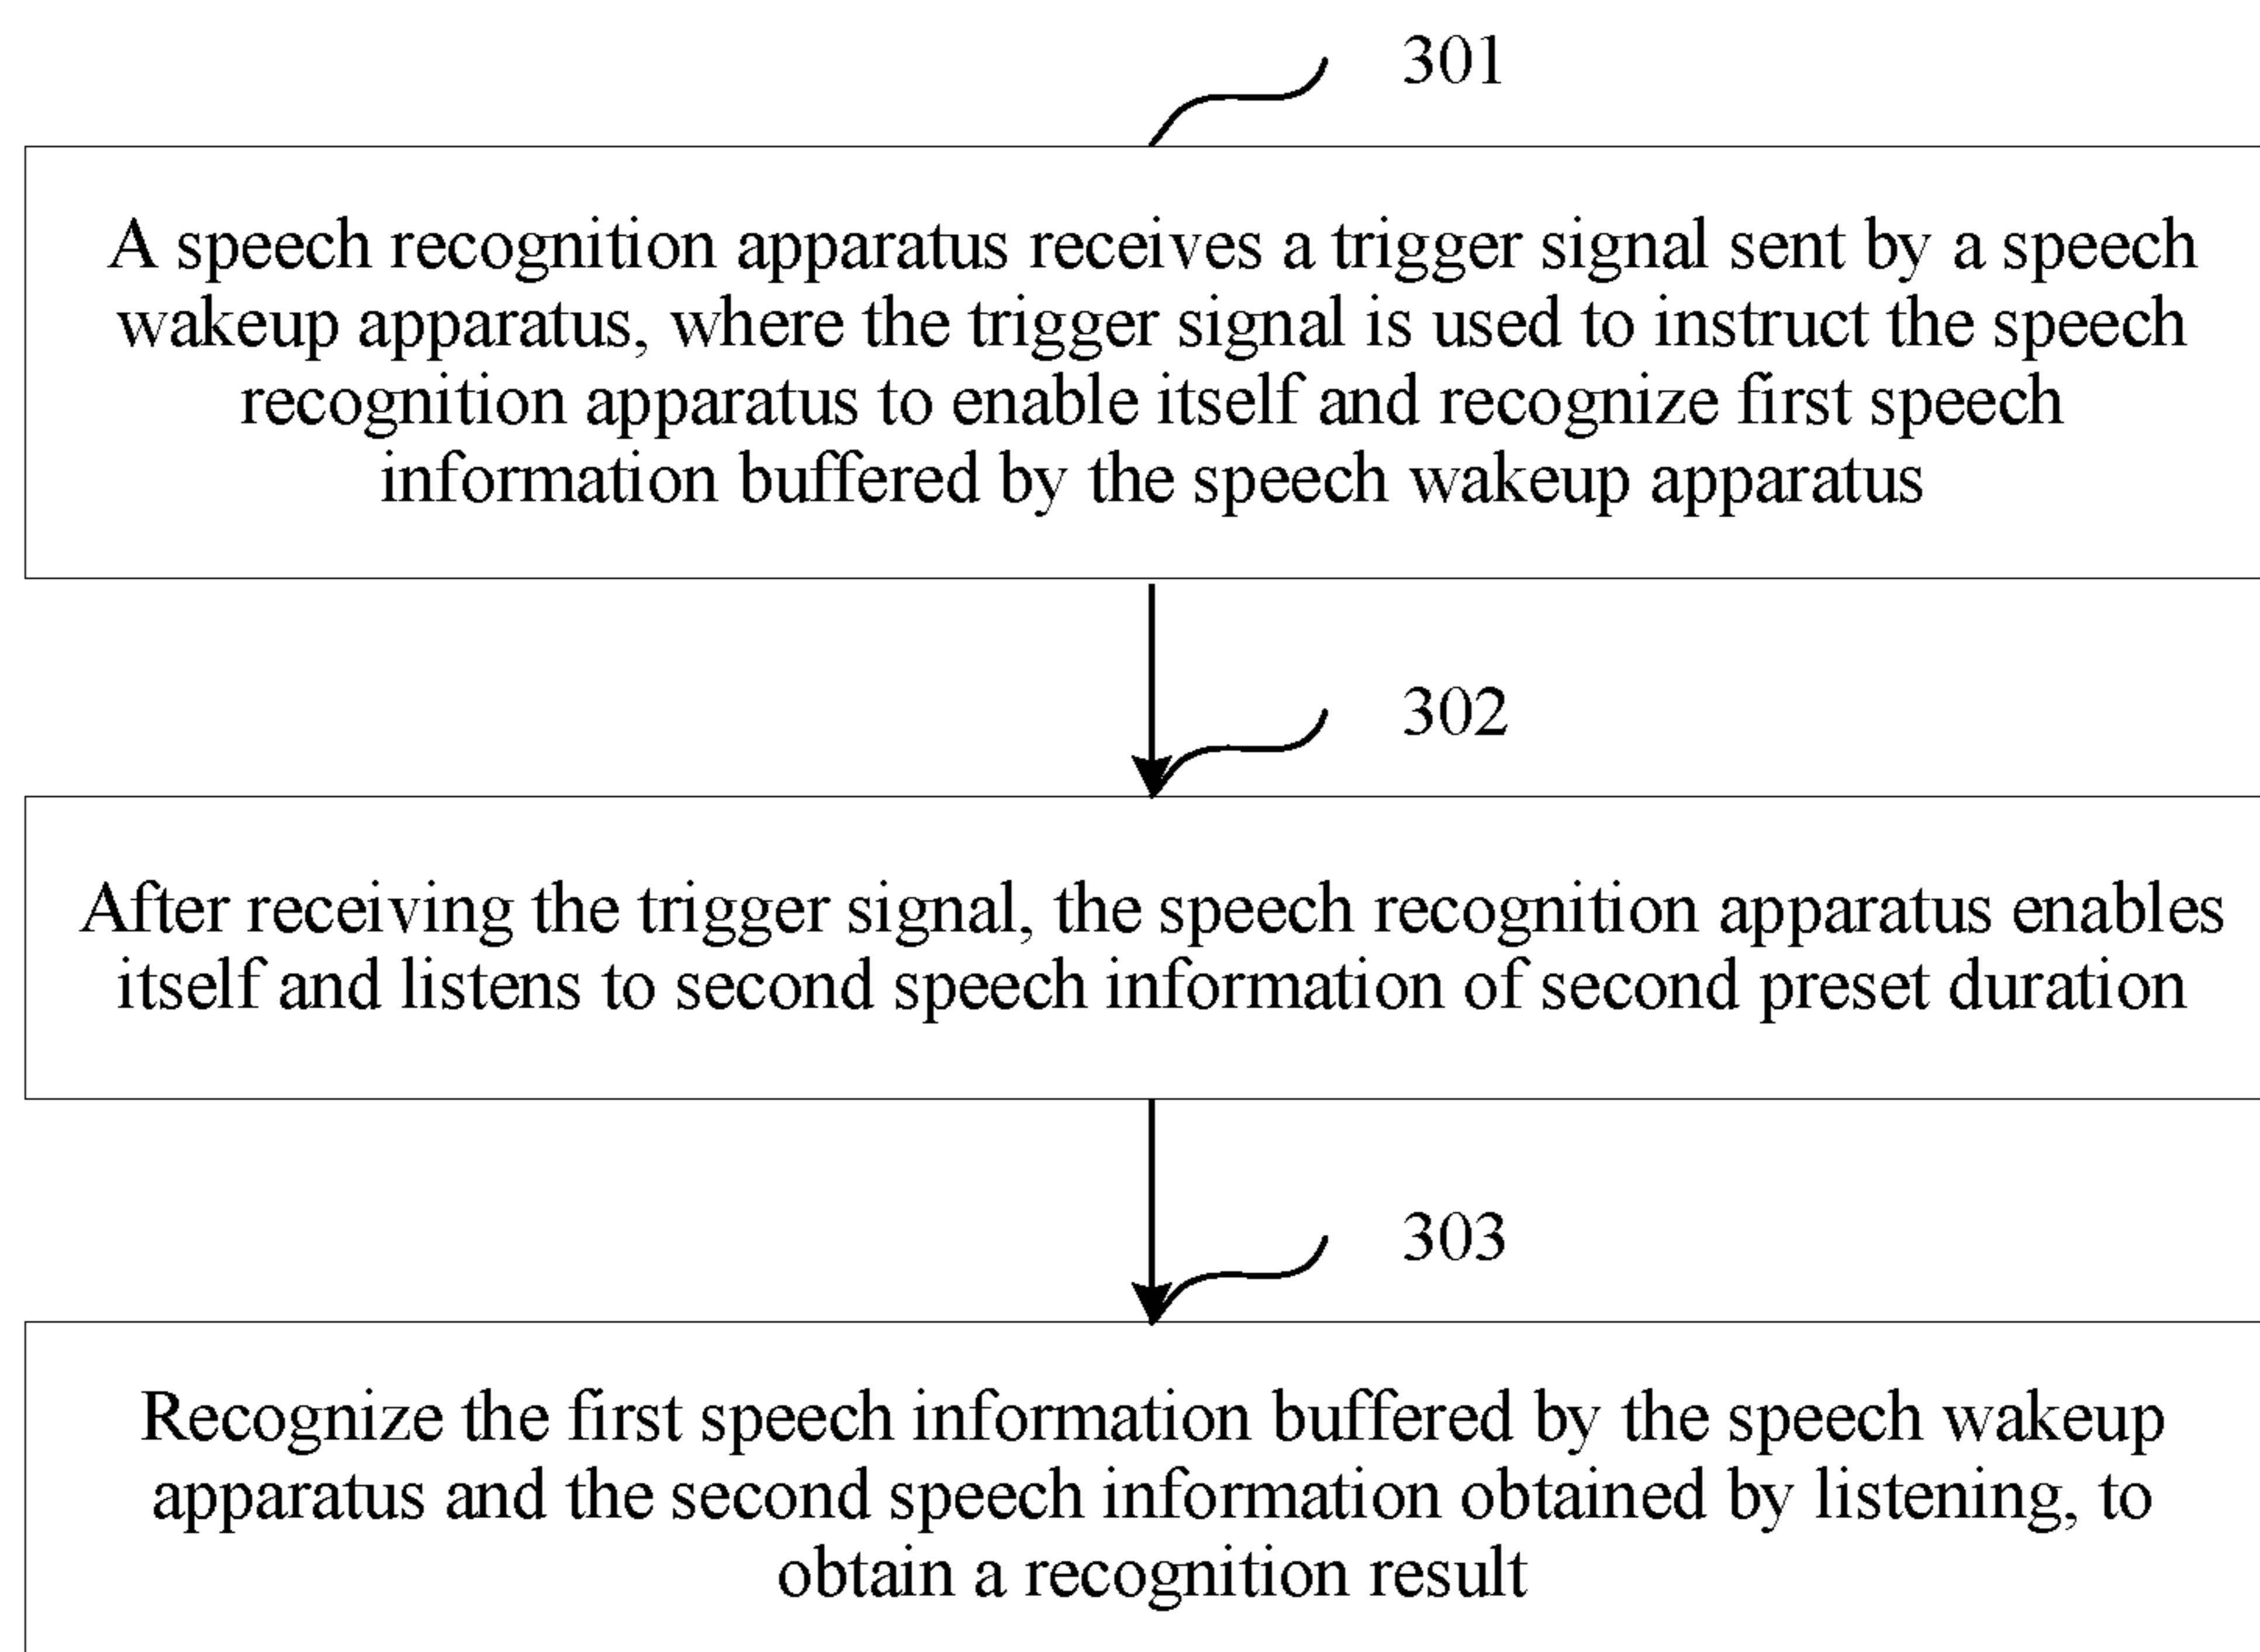 301
A speech recognition apparatus receives a trigger signal sent by a speech
wakeup apparatus, where the trigger signal is used to instruct the speech
recognition apparatus to enable itself and recognize first speech
information buffered by the speech wakeup apparatus
302
After receiving the trigger signal, the speech recognition apparatus enables
itself and listens to second speech information of second preset duration
303
Recognize the first speech information buffered by the speech wakeup
apparatus and the second speech information obtained by listening, to
obtain a recognition result